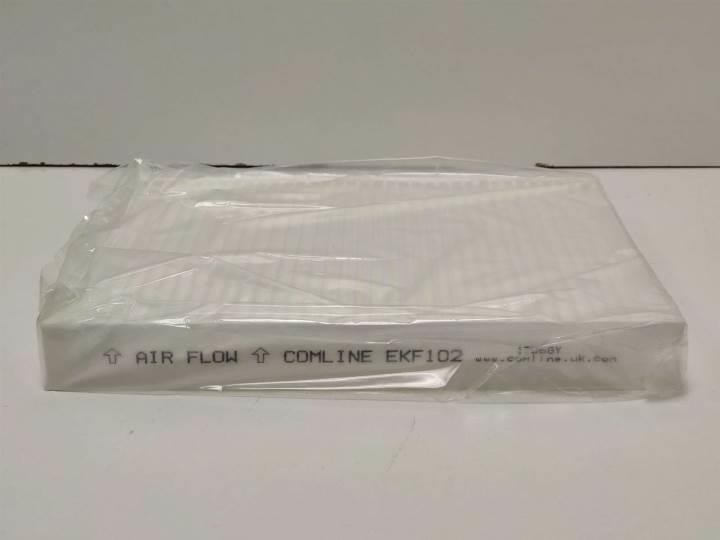 ⇧ AIR FLOW ⇧ COMLINE EKF102
www.comline.uk.com